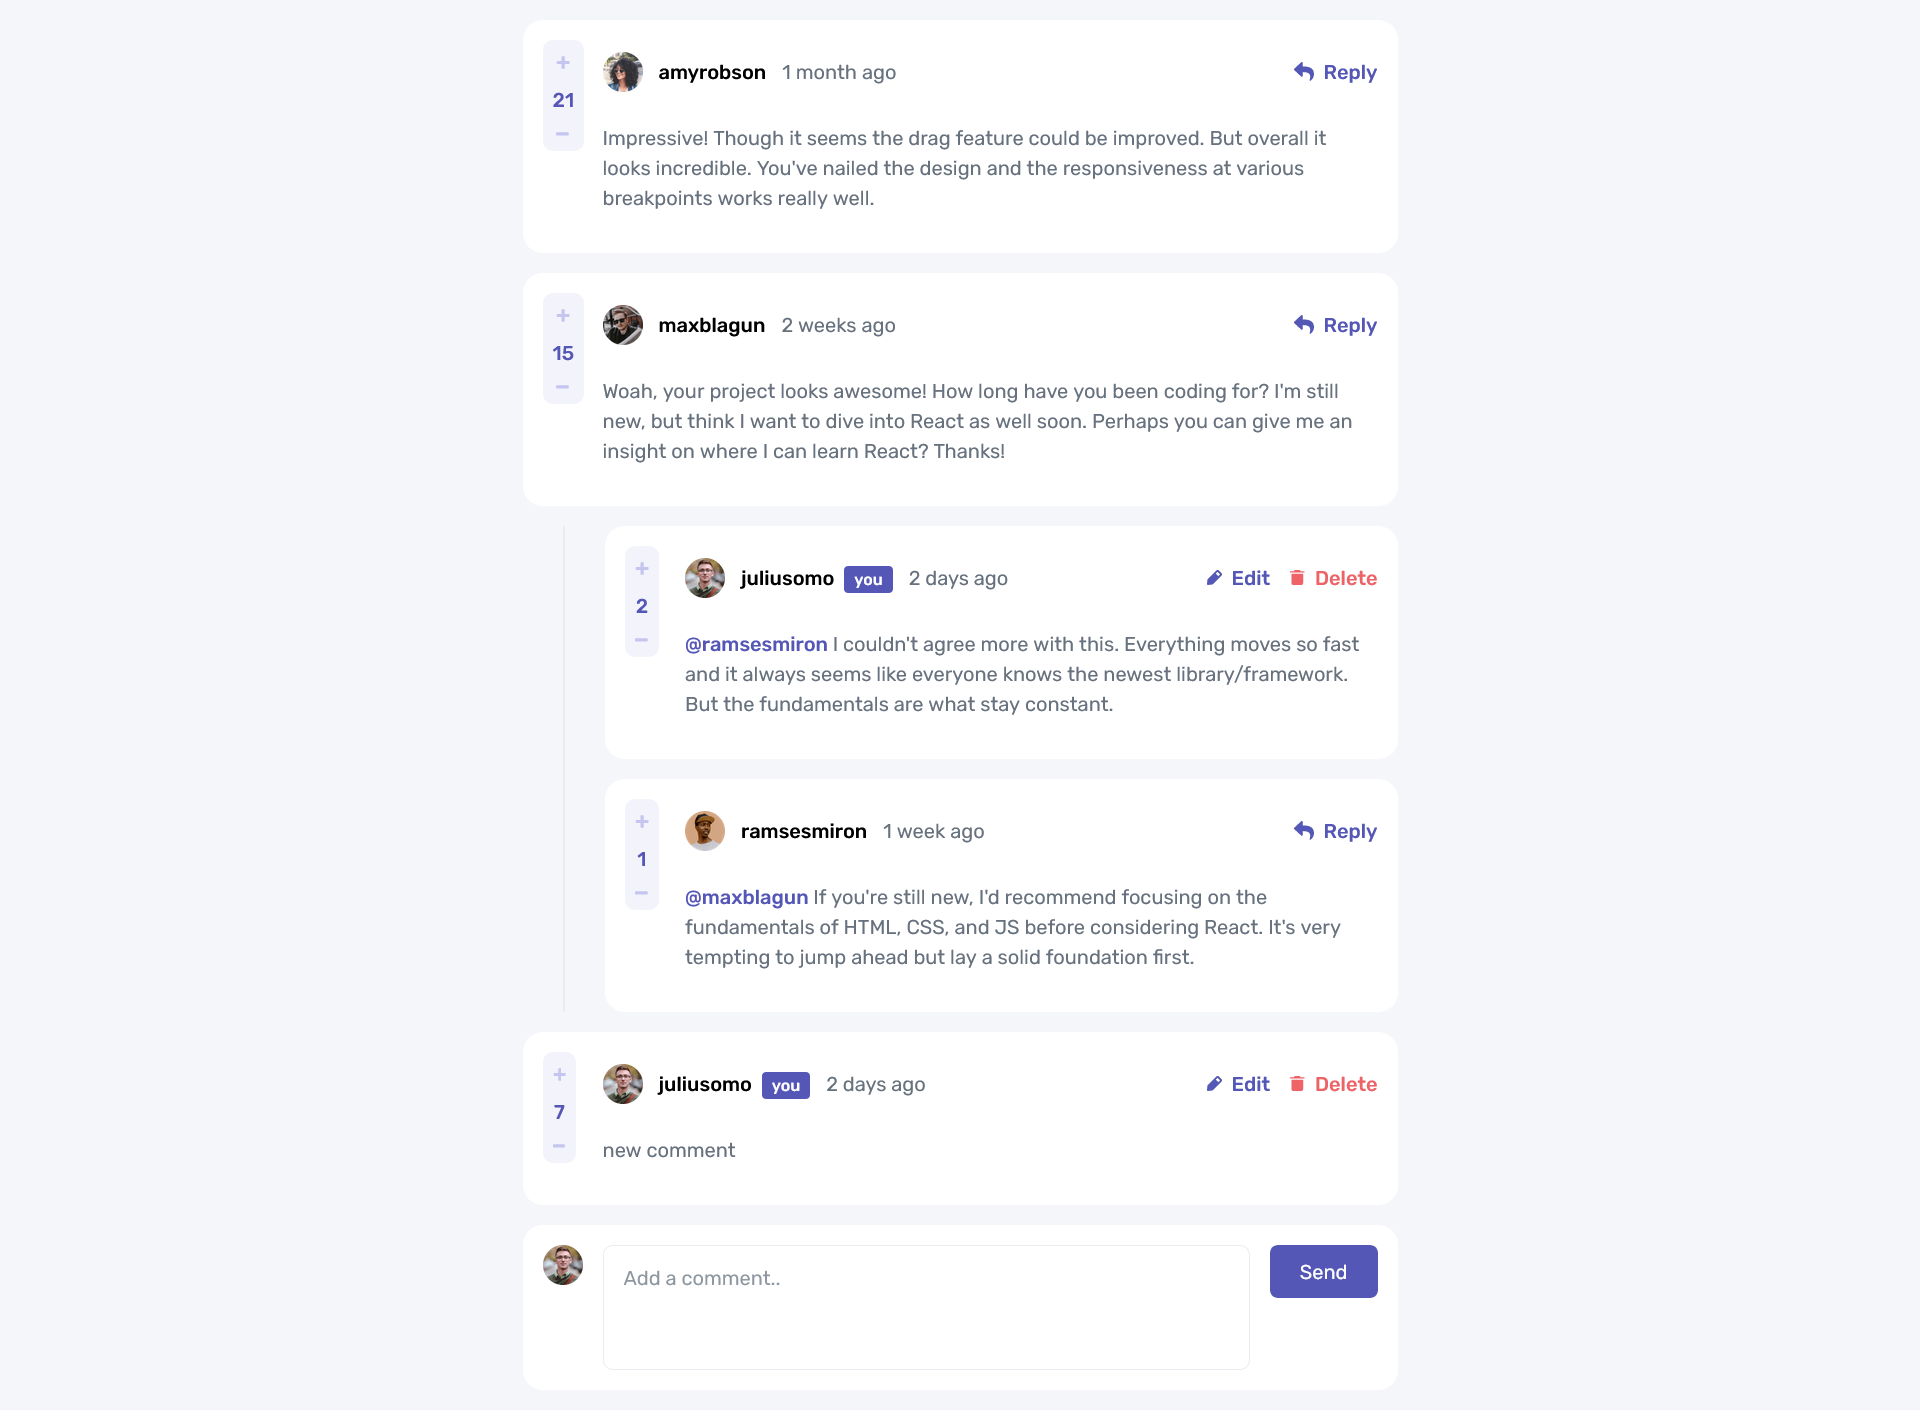 +
21
−
amyrobson 1 month ago Reply
Impressive! Though it seems the drag feature could be improved. But overall it
looks incredible. You've nailed the design and the responsiveness at various
breakpoints works really well.
+
15
−
maxblagun 2 weeks ago Reply
Woah, your project looks awesome! How long have you been coding for? I'm still
new, but think I want to dive into React as well soon. Perhaps you can give me an
insight on where I can learn React? Thanks!
+
2
−
juliusomo you 2 days ago Edit Delete
@ramsesmiron I couldn't agree more with this. Everything moves so fast
and it always seems like everyone knows the newest library/framework.
But the fundamentals are what stay constant.
+
1
−
ramsesmiron 1 week ago Reply
@maxblagun If you're still new, I'd recommend focusing on the
fundamentals of HTML, CSS, and JS before considering React. It's very
tempting to jump ahead but lay a solid foundation first.
+
7
−
juliusomo you 2 days ago Edit Delete
new comment
Add a comment..
Send